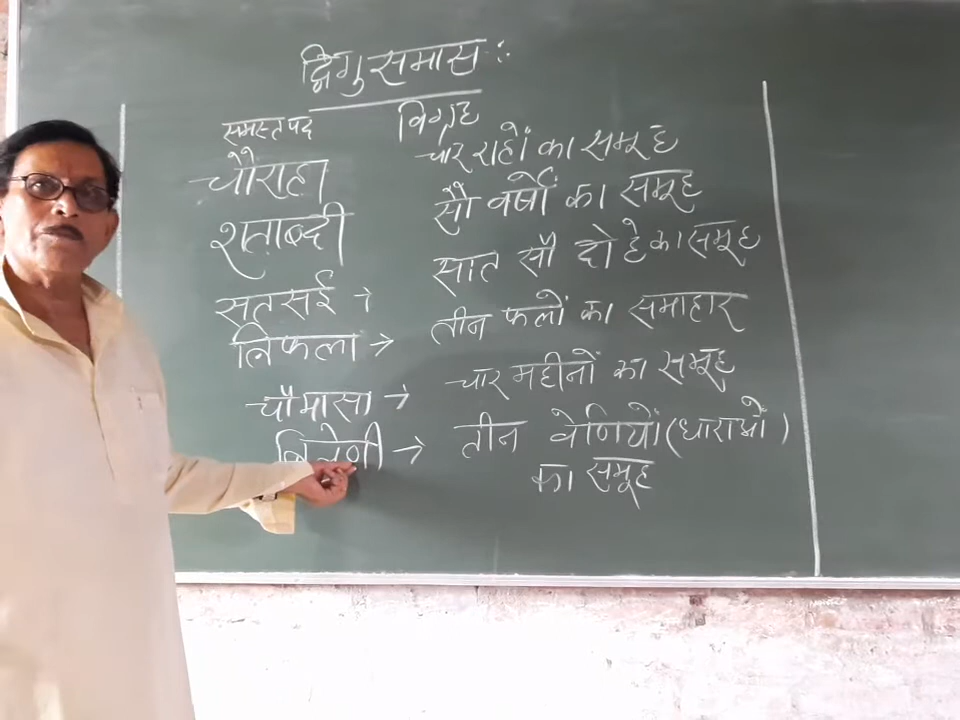 द्विगु समास :
समस्तपद विग्रह
चौराहा चार राहों का समूह
शताब्दी सौ वर्षों का समूह
सतसई → सात सौ दोहे का समूह
त्रिफला → तीन फलों का समाहार
चौमासा → चार महीनों का समूह
त्रिवेणी → तीन वेणियों (धाराओं)
का समूह